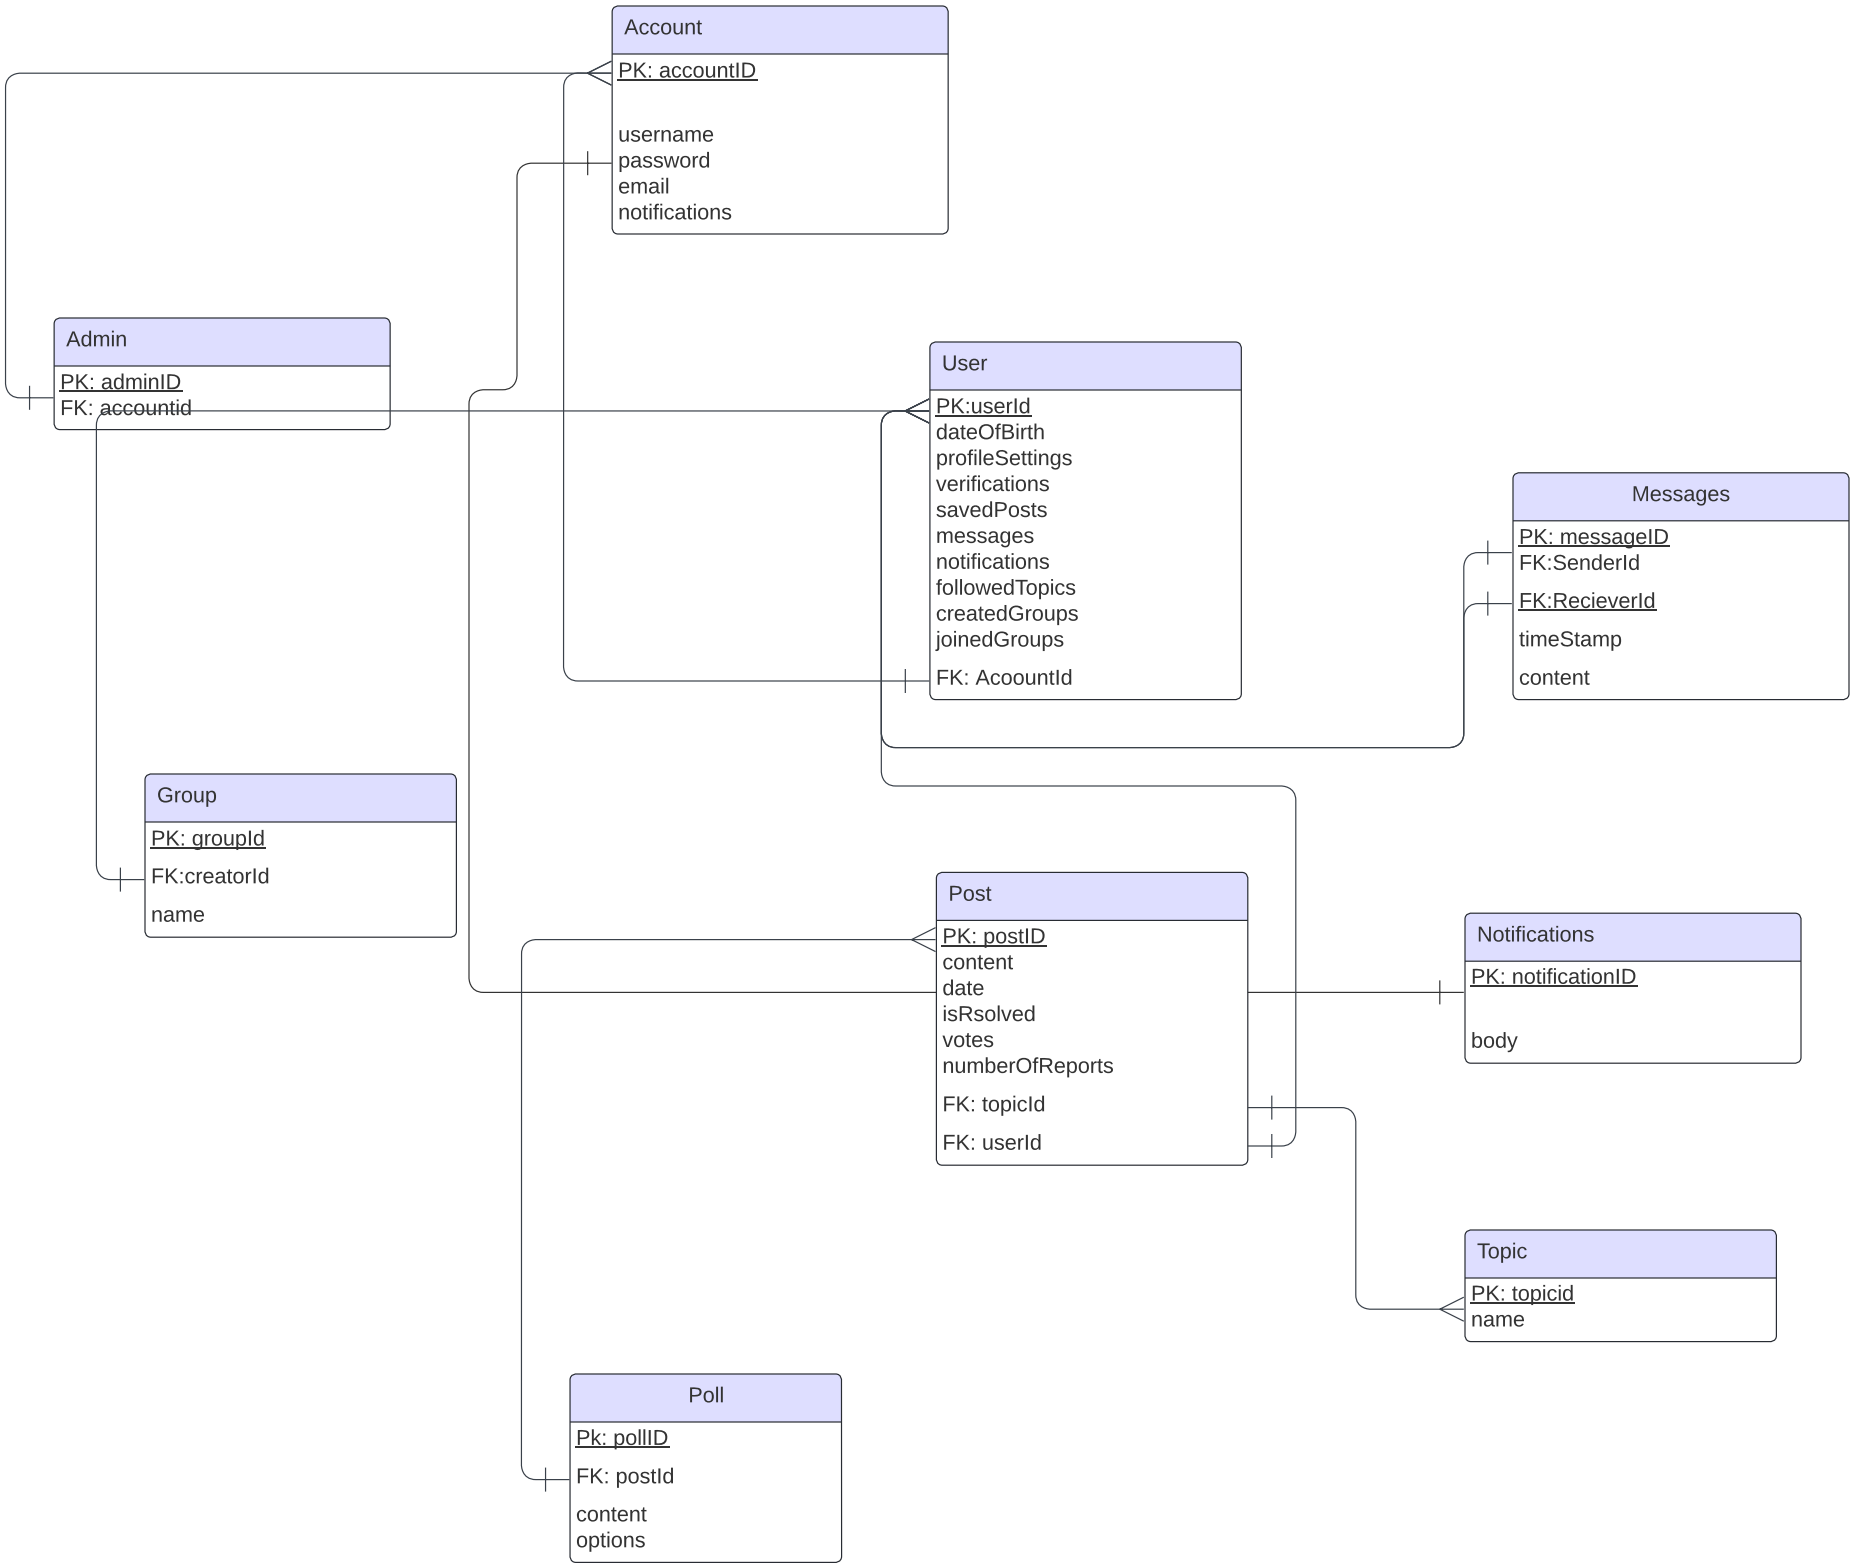 Account
PK: accountID
username
password
email
notifications
Admin
PK: adminID
FK: accountid
User
PK:userId
dateOfBirth
profileSettings
verifications
savedPosts
messages
notifications
followedTopics
createdGroups
joinedGroups
FK: AcoountId
Messages
PK: messageID
FK:SenderId
FK:RecieverId
timeStamp
content
Group
PK: groupId
FK:creatorId
name
Post
PK: postID
content
date
isRsolved
votes
numberOfReports
FK: topicId
FK: userId
Notifications
PK: notificationID
body
Topic
PK: topicid
name
Poll
Pk: pollID
FK: postId
content
options